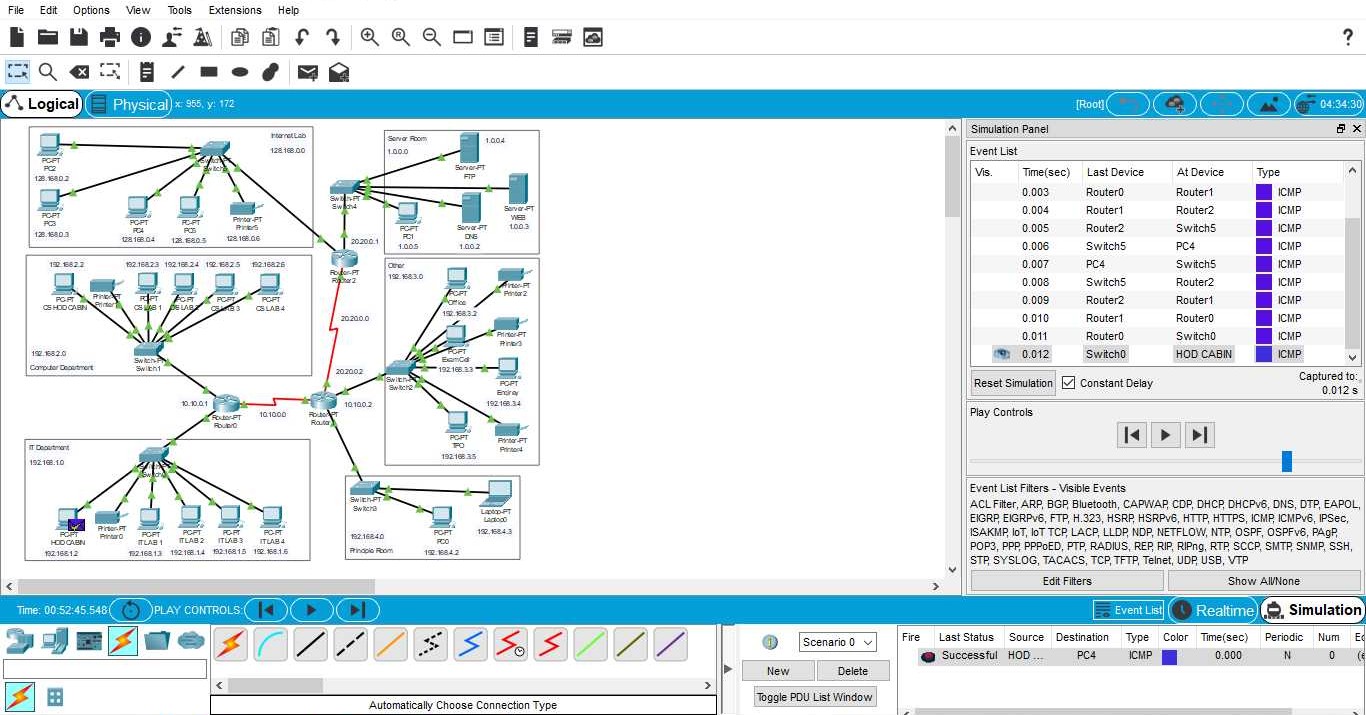 File Edit Options View Tools Extensions Help
?
Logical Physical x: 955, y: 172 [Root] 04:34:30
Internet Lab
128.168.0.0
PC-PT
PC2
128.168.0.2
PC-PT
PC3
128.168.0.3
PC-PT
PC4
128.168.0.4
PC-PT
PC5
128.168.0.5
Printer-PT
Printer5
128.168.0.6
Server Room
1.0.0.0
1.0.0.4
Server-PT
FTP
Switch-PT
Switch4
PC-PT
PC1
1.0.0.5
Server-PT
DNS
1.0.0.2
Server-PT
WEB
1.0.0.3
20.20.0.1
Router-PT
Router2
20.20.0.0
20.20.0.2
192.168.2.2 192.168.2.3 192.168.2.4 192.168.2.5 192.168.2.6
PC-PT
CS HOD CABIN
Printer-PT
PC-PT
CS LAB 1
PC-PT
PC-PT
PC-PT
CS LAB 4
Switch-PT
Switch1
192.168.2.0
Computer Department
Other
192.168.3.0
PC-PT
Office
192.168.3.2
Printer-PT
Printer2
Printer-PT
Printer3
PC-PT
ExamCell
192.168.3.3
Switch-PT
Switch2
PC-PT
192.168.3.4
PC-PT
TPO
192.168.3.5
Printer-PT
Printer4
10.10.0.1
Router-PT
Router0
10.10.0.0
Router-PT
10.10.0.2
IT Department
192.168.1.0
PC-PT
HOD CABIN
192.168.1.2
Printer-PT
Printer0
PC-PT
IT LAB 1
192.168.1.3
PC-PT
IT LAB 2
192.168.1.4
PC-PT
IT LAB 3
192.168.1.5
PC-PT
IT LAB 4
192.168.1.6
Switch-PT
Switch3
PC-PT
PC0
192.168.4.2
Laptop-PT
Laptop0
192.168.4.3
192.168.4.0
Principle Room
Simulation Panel
Event List
Vis. Time(sec) Last Device At Device Type
0.003 Router0 Router1 ICMP
0.004 Router1 Router2 ICMP
0.005 Router2 Switch5 ICMP
0.006 Switch5 PC4 ICMP
0.007 PC4 Switch5 ICMP
0.008 Switch5 Router2 ICMP
0.009 Router2 Router1 ICMP
0.010 Router1 Router0 ICMP
0.011 Router0 Switch0 ICMP
0.012 Switch0 HOD CABIN ICMP
Reset Simulation Constant Delay Captured to:
0.012 s
Play Controls
Event List Filters - Visible Events
ACL Filter, ARP, BGP, Bluetooth, CAPWAP, CDP, DHCP, DHCPv6, DNS, DTP, EAPOL,
EIGRP, EIGRPv6, FTP, H.323, HSRP, HSRPv6, HTTP, HTTPS, ICMP, ICMPv6, IPSec,
ISAKMP, IoT, IoT TCP, LACP, LLDP, NDP, NETFLOW, NTP, OSPF, OSPFv6, PAgP,
POP3, PPP, PPPoED, PTP, RADIUS, REP, RIP, RIPng, RTP, SCCP, SMTP, SNMP, SSH,
STP, SYSLOG, TACACS, TCP, TFTP, Telnet, UDP, USB, VTP
Edit Filters Show All/None
Time: 00:52:45.548 PLAY CONTROLS: Event List Realtime Simulation
Automatically Choose Connection Type
Scenario 0
New Delete
Toggle PDU List Window
Fire Last Status Source Destination Type Color Time(sec) Periodic Num
Successful HOD ... PC4 ICMP 0.000 N 0